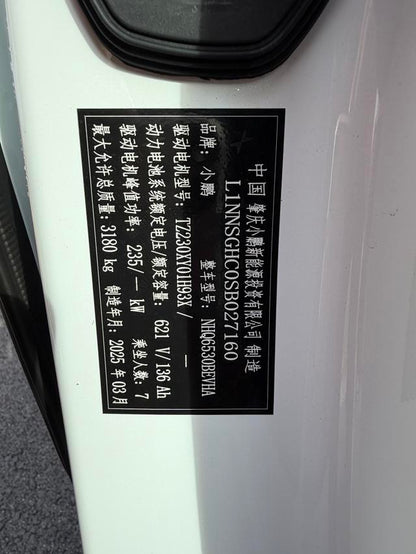 中国 肇庆小鹏新能源投资有限公司 制造
L1NNSGHC0SB027160
品牌：小鹏 整车型号：NHQ6530BEVHA
驱动电机型号：TZ230XY01H93X / —
动力电池系统额定电压/额定容量：621 V/136 Ah
驱动电机峰值功率：235/— kW 乘坐人数：7
最大允许总质量：3180 kg 制造年月：2025 年 03 月